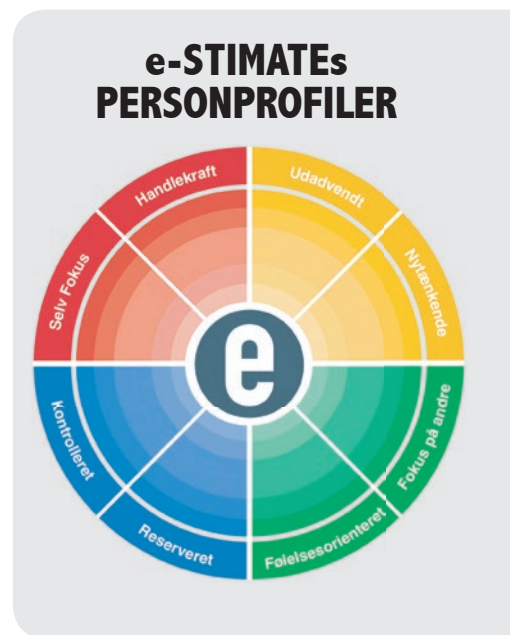 e-STIMATEs
PERSONPROFILER
Handlekraft
Udadvendt
Selv Fokus
Nytænkende
e
Kontrolleret
Fokus på andre
Reserveret
Følelsesorienteret